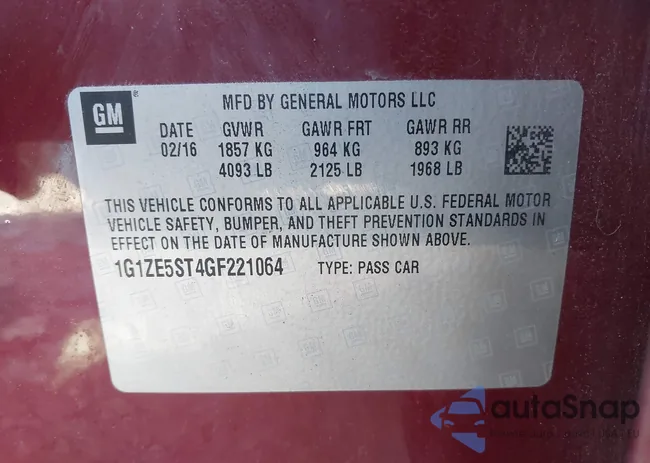 GM
MFD BY GENERAL MOTORS LLC
DATE GVWR GAWR FRT GAWR RR
02/16 1857 KG 964 KG 893 KG
4093 LB 2125 LB 1968 LB
THIS VEHICLE CONFORMS TO ALL APPLICABLE U.S. FEDERAL MOTOR
VEHICLE SAFETY, BUMPER, AND THEFT PREVENTION STANDARDS IN
EFFECT ON THE DATE OF MANUFACTURE SHOWN ABOVE.
1G1ZE5ST4GF221064 TYPE: PASS CAR
autoSnap